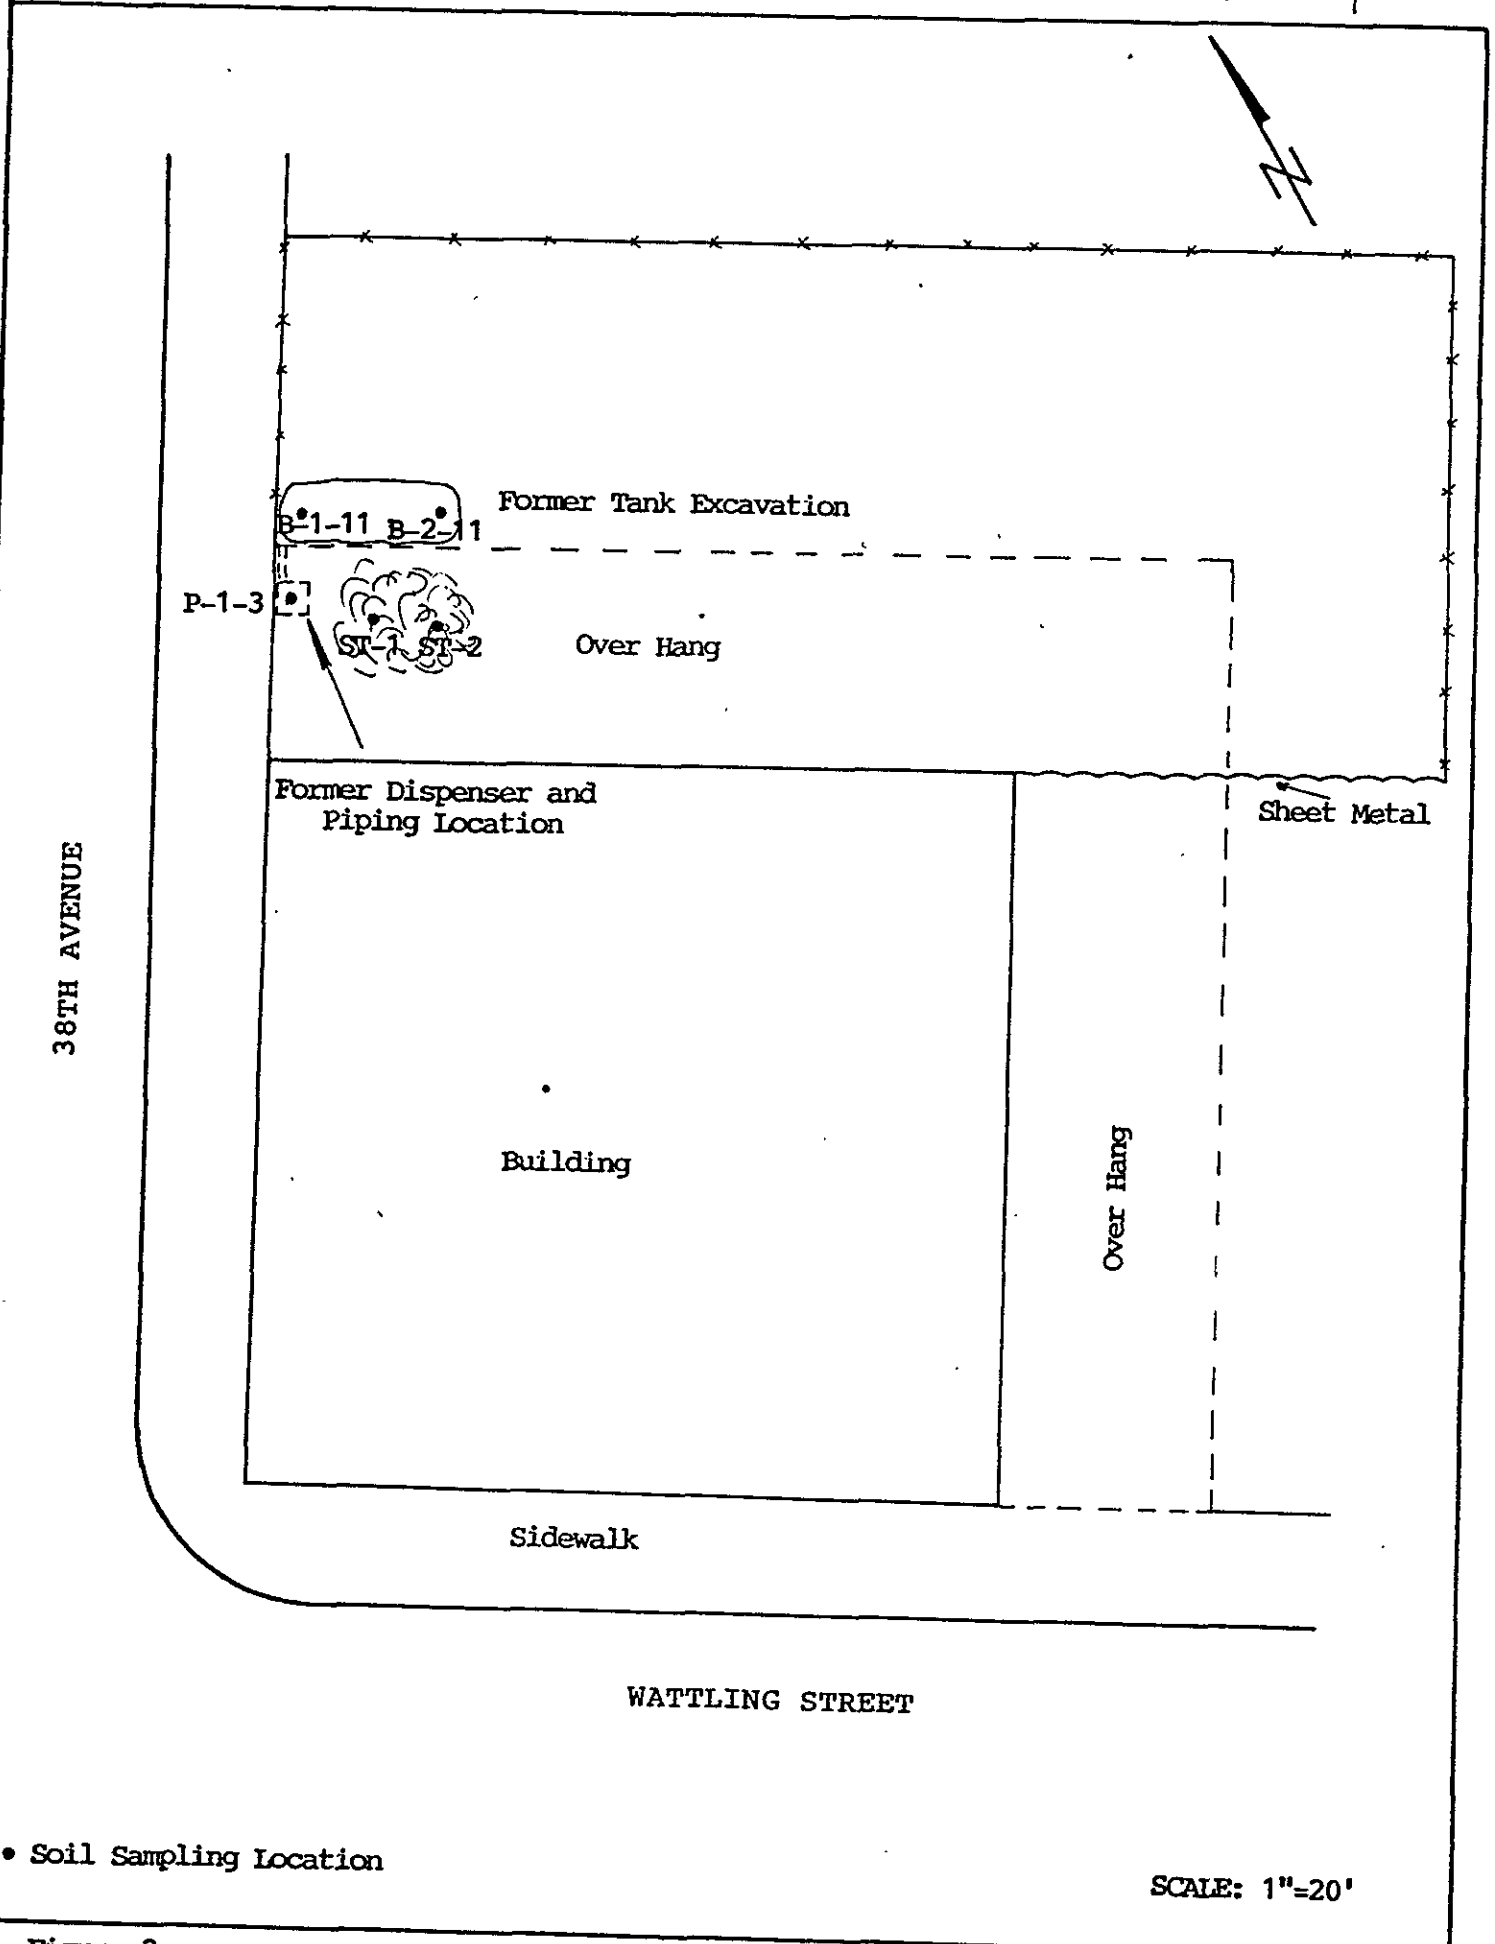 N
Former Tank Excavation
B-1-11 B-2-11
P-1-3
ST-1 ST-2
Over Hang
Former Dispenser and
Piping Location
Sheet Metal
38TH AVENUE
Building
Over Hang
Sidewalk
WATTLING STREET
• Soil Sampling Location
SCALE: 1"=20'